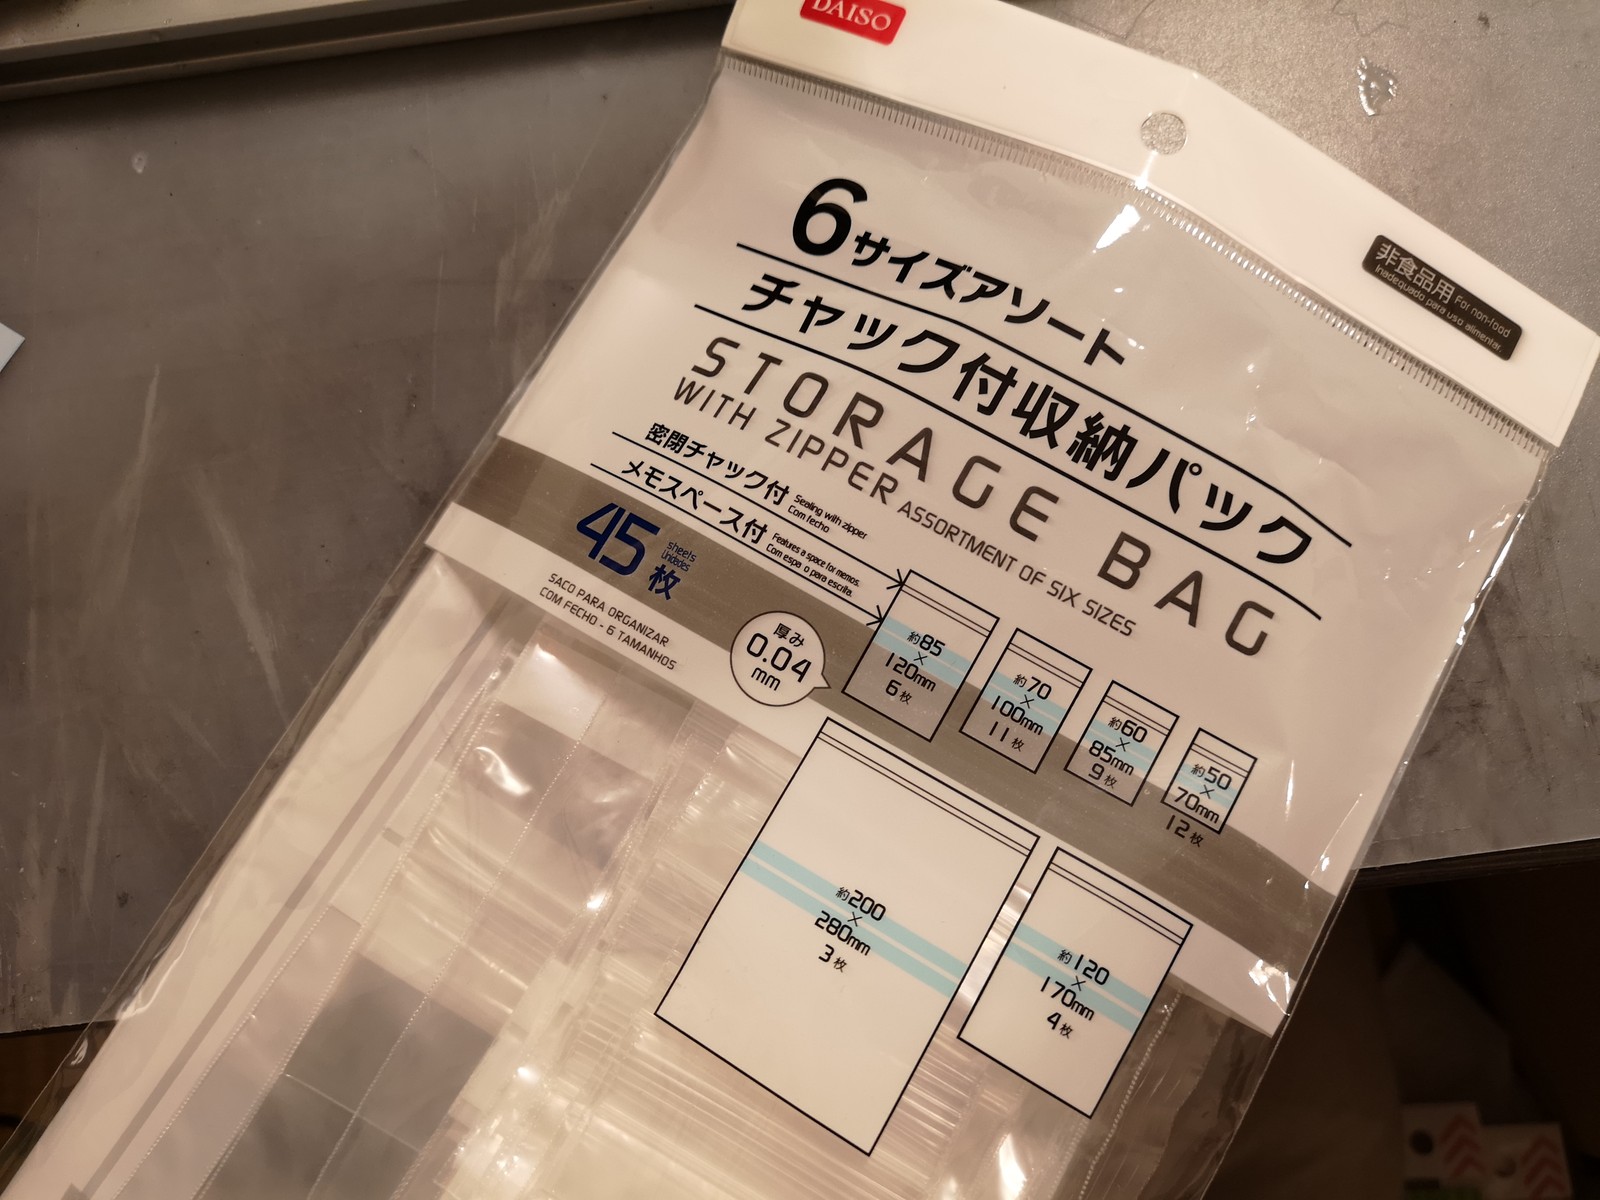 DAISO
非食品用 For non-food
Inadequado para uso alimentar.
6サイズアソート
チャック付収納パック
STORAGE BAG
WITH ZIPPER ASSORTMENT OF SIX SIZES
密閉チャック付 Sealing with zipper
Com fecho
メモスペース付 Features a space for memos.
Com espa o para escrita.
45 sheets
Unidades
枚
SACO PARA ORGANIZAR
COM FECHO - 6 TAMANHOS
厚み
0.04
mm
約85
×
120mm
6枚
約70
×
100mm
11枚
約60
×
85mm
9枚
約50
×
70mm
12枚
約200
×
280mm
3枚
約120
×
170mm
4枚